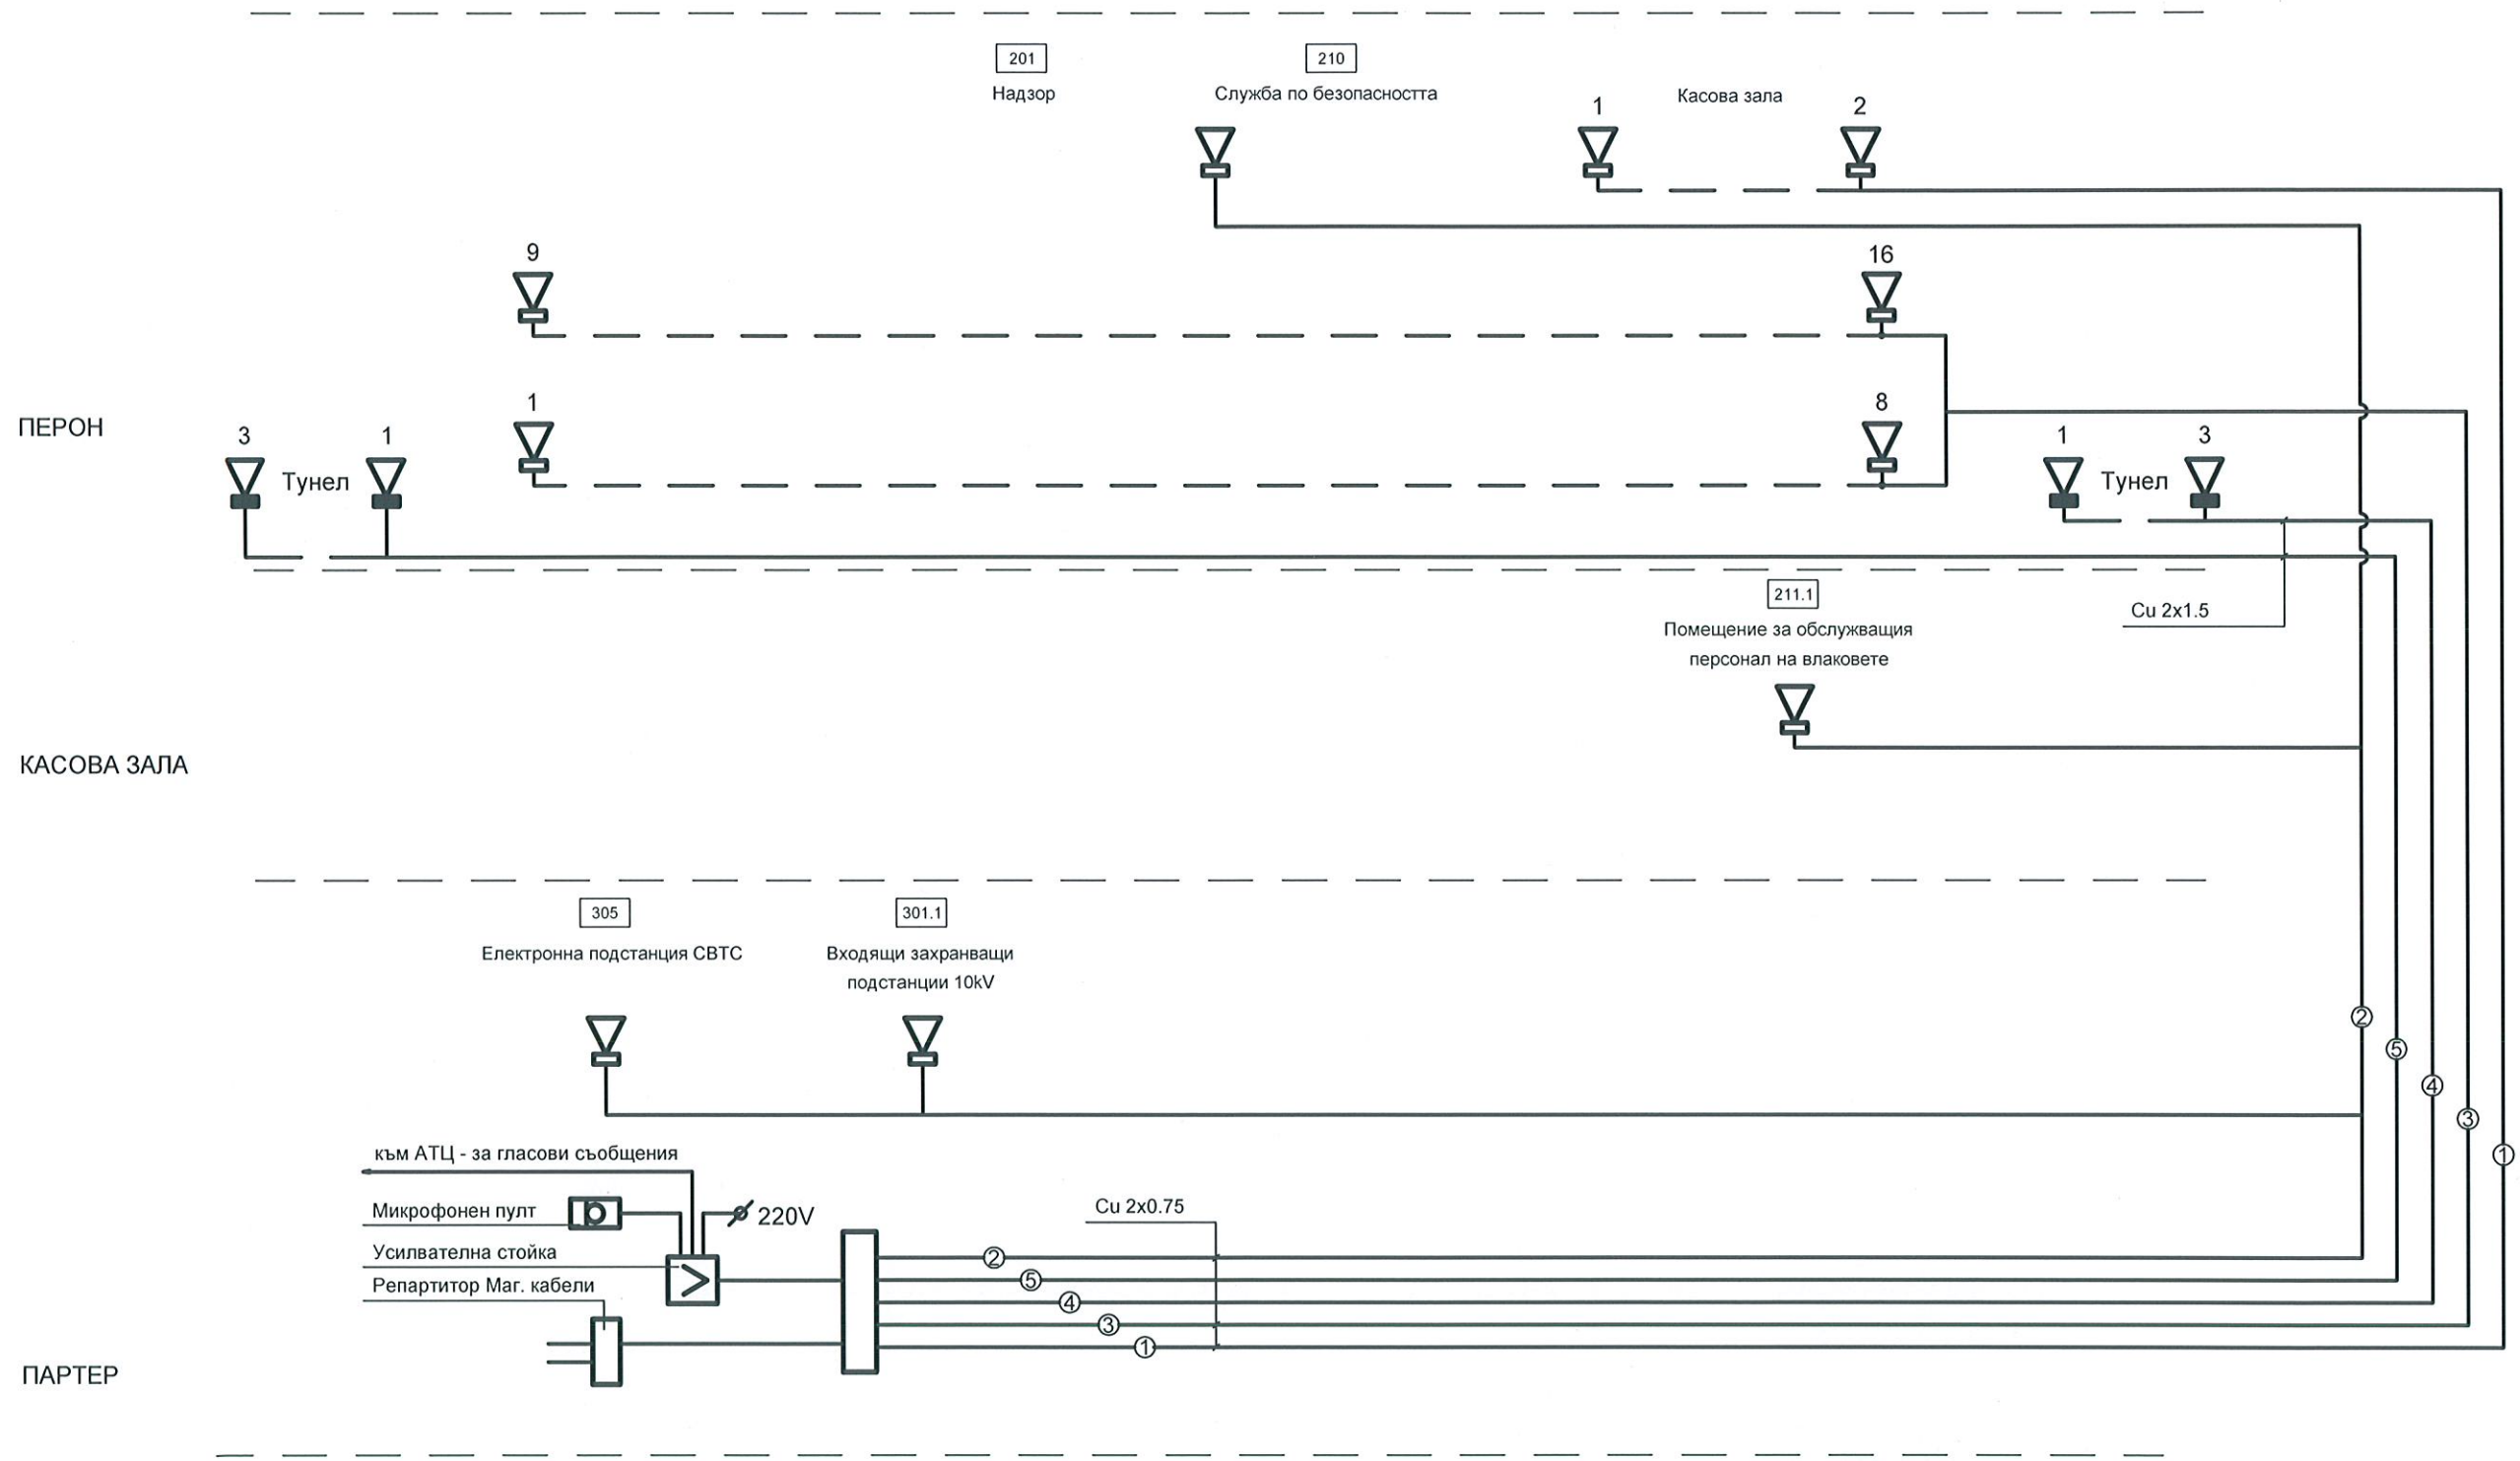 201
210
Надзор
Служба по безопасността
Касова зала
1
2
9
16
ПЕРОН
1
8
3
1
1
3
Тунел
Тунел
211.1
Cu 2x1.5
Помещение за обслужващия
персонал на влаковете
КАСОВА ЗАЛА
305
301.1
Електронна подстанция СВТС
Входящи захранващи
подстанции 10kV
2
5
4
3
1
към АТЦ - за гласови съобщения
Микрофонен пулт
220V
Cu 2x0.75
Усилвателна стойка
Репартитор Маг. кабели
2
5
4
3
1
ПАРТЕР